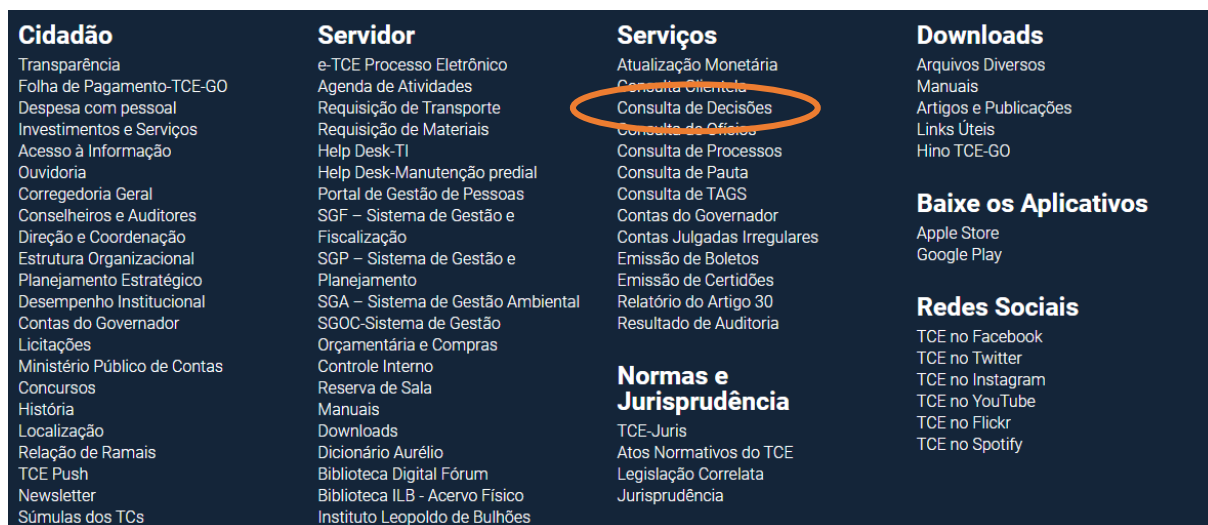 Cidadão
Transparência
Folha de Pagamento-TCE-GO
Despesa com pessoal
Investimentos e Serviços
Acesso à Informação
Ouvidoria
Corregedoria Geral
Conselheiros e Auditores
Direção e Coordenação
Estrutura Organizacional
Planejamento Estratégico
Desempenho Institucional
Contas do Governador
Licitações
Ministério Público de Contas
Concursos
História
Localização
Relação de Ramais
TCE Push
Newsletter
Súmulas dos TCs
Servidor
e-TCE Processo Eletrônico
Agenda de Atividades
Requisição de Transporte
Requisição de Materiais
Help Desk-TI
Help Desk-Manutenção predial
Portal de Gestão de Pessoas
SGF – Sistema de Gestão e
Fiscalização
SGP – Sistema de Gestão e
Planejamento
SGA – Sistema de Gestão Ambiental
SGOC-Sistema de Gestão
Orçamentária e Compras
Controle Interno
Reserva de Sala
Manuais
Downloads
Dicionário Aurélio
Biblioteca Digital Fórum
Biblioteca ILB - Acervo Físico
Instituto Leopoldo de Bulhões
Serviços
Atualização Monetária
Consulta Clientela
Consulta de Decisões
Consulta de Ofícios
Consulta de Processos
Consulta de Pauta
Consulta de TAGS
Contas do Governador
Contas Julgadas Irregulares
Emissão de Boletos
Emissão de Certidões
Relatório do Artigo 30
Resultado de Auditoria
Normas e
Jurisprudência
TCE-Juris
Atos Normativos do TCE
Legislação Correlata
Jurisprudência
Downloads
Arquivos Diversos
Manuais
Artigos e Publicações
Links Úteis
Hino TCE-GO
Baixe os Aplicativos
Apple Store
Google Play
Redes Sociais
TCE no Facebook
TCE no Twitter
TCE no Instagram
TCE no YouTube
TCE no Flickr
TCE no Spotify